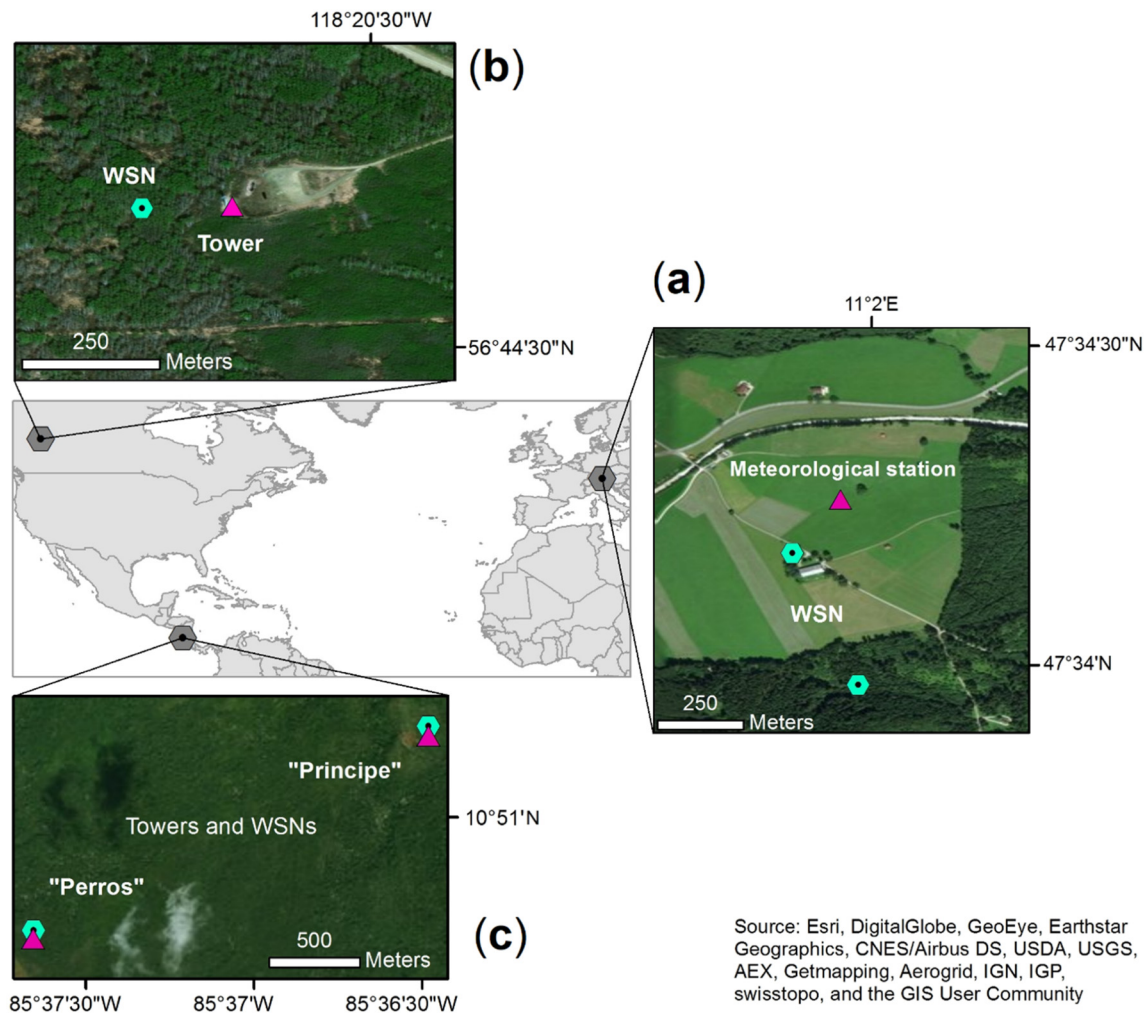 118°20'30"W
(b)
WSN
Tower
250
Meters
56°44'30"N
(a)
11°2'E
47°34'30"N
Meteorological station
WSN
47°34'N
250
Meters
"Principe"
10°51'N
Towers and WSNs
"Perros"
500
Meters
(c)
85°37'30"W
85°37'W
85°36'30"W
Source: Esri, DigitalGlobe, GeoEye, Earthstar
Geographics, CNES/Airbus DS, USDA, USGS,
AEX, Getmapping, Aerogrid, IGN, IGP,
swisstopo, and the GIS User Community